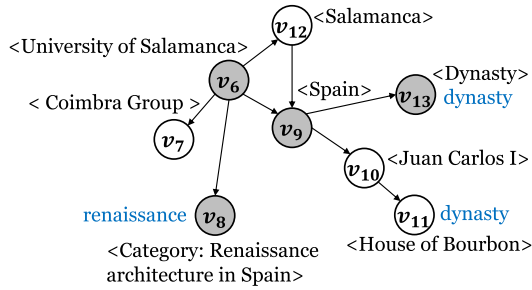 <Salamanca>
v12
<University of Salamanca>
v6
<Spain>
<Dynasty>
v13 dynasty
< Coimbra Group >
v9
v7
<Juan Carlos I>
v10
renaissance v8
v11 dynasty
<House of Bourbon>
<Category: Renaissance
architecture in Spain>